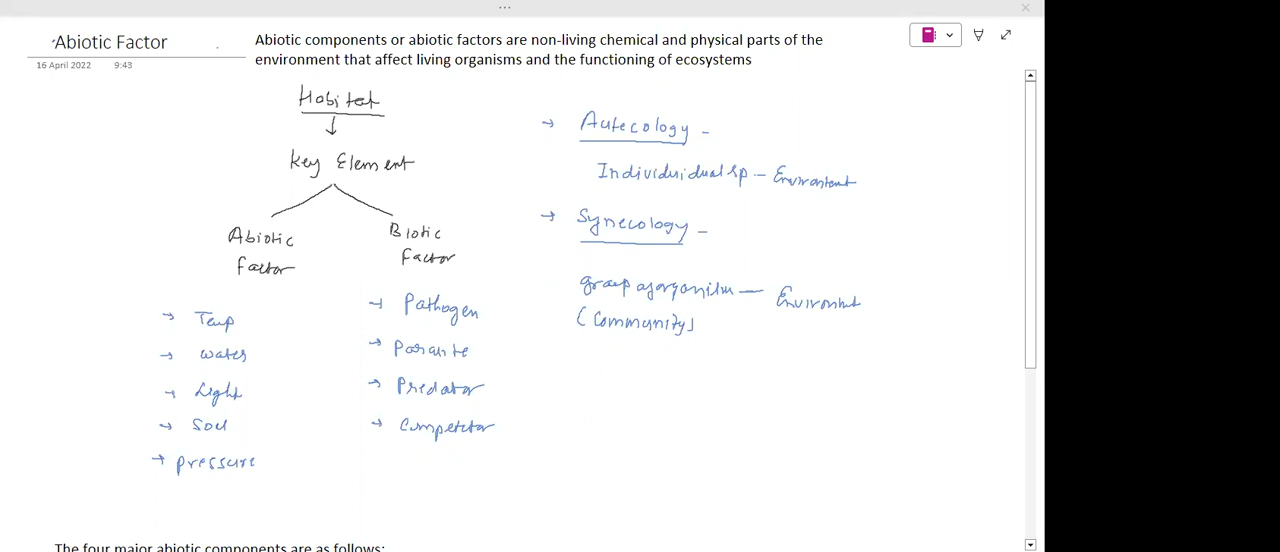 Abiotic Factor
16 April 2022 9:43
Abiotic components or abiotic factors are non-living chemical and physical parts of the
environment that affect living organisms and the functioning of ecosystems
Habitat
Key Element
Abiotic
Factor
Biotic
Factor
→ Temp
→ water
→ Light
→ Soil
→ Pressure
→ Pathogen
→ Parasite
→ Predator
→ Competetor
→ Autecology -
Individuidual sp - Environtent
→ Synecology -
group of organism - Environment
(Community)
The four major abiotic components are as follows: